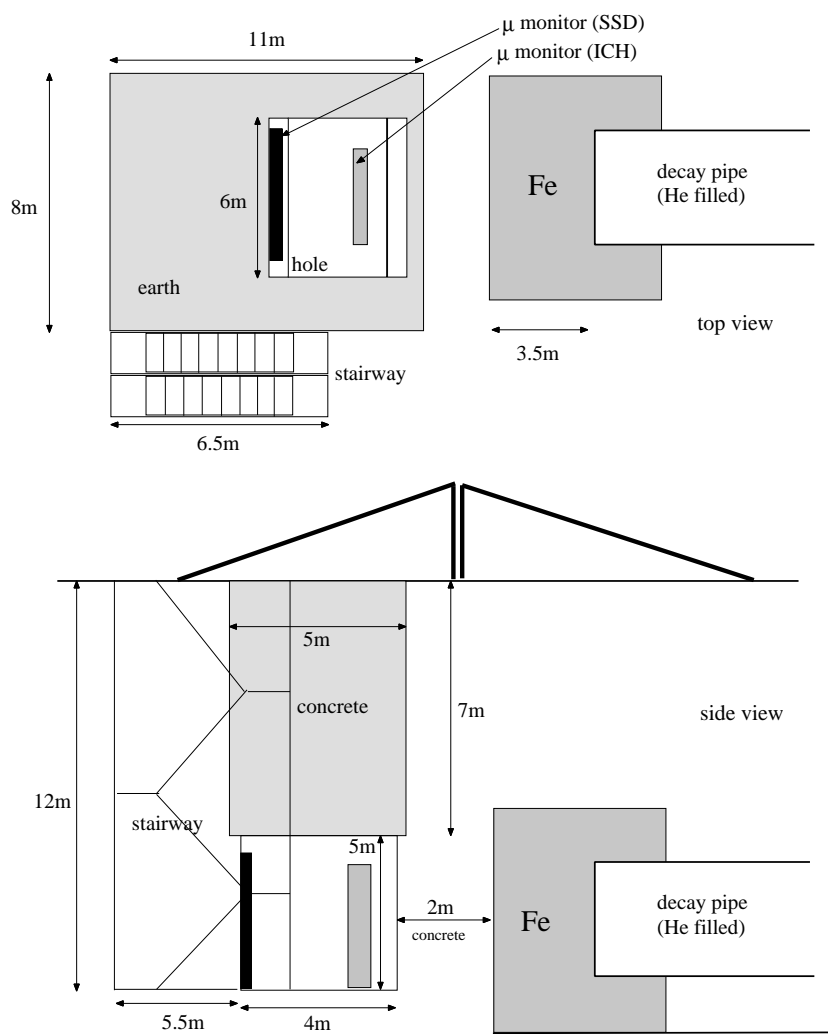 μ monitor (SSD)
11m
μ monitor (ICH)
Fe
decay pipe
(He filled)
8m
6m
hole
earth
top view
3.5m
stairway
6.5m
5m
concrete
7m
side view
12m
stairway
5m
2m
concrete
Fe
decay pipe
(He filled)
5.5m
4m